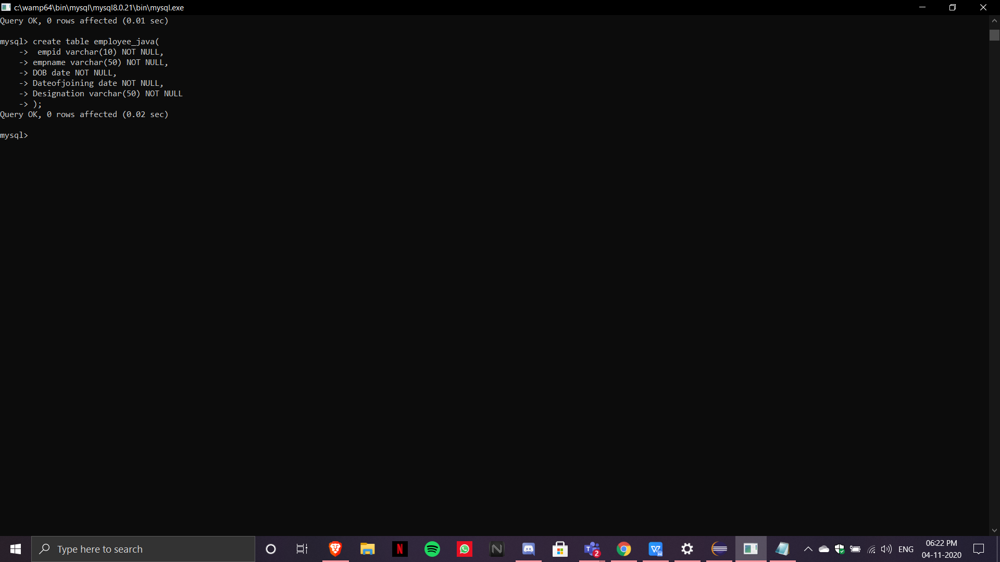 c:\wamp64\bin\mysql\mysql8.0.21\bin\mysql.exe
Query OK, 0 rows affected (0.01 sec)
mysql> create table employee_java(
    ->  empid varchar(10) NOT NULL,
    -> empname varchar(50) NOT NULL,
    -> DOB date NOT NULL,
    -> Dateofjoining date NOT NULL,
    -> Designation varchar(50) NOT NULL
    -> );
Query OK, 0 rows affected (0.02 sec)
mysql>
Type here to search
N
N
T
2
W
ENG
06:22 PM
04-11-2020